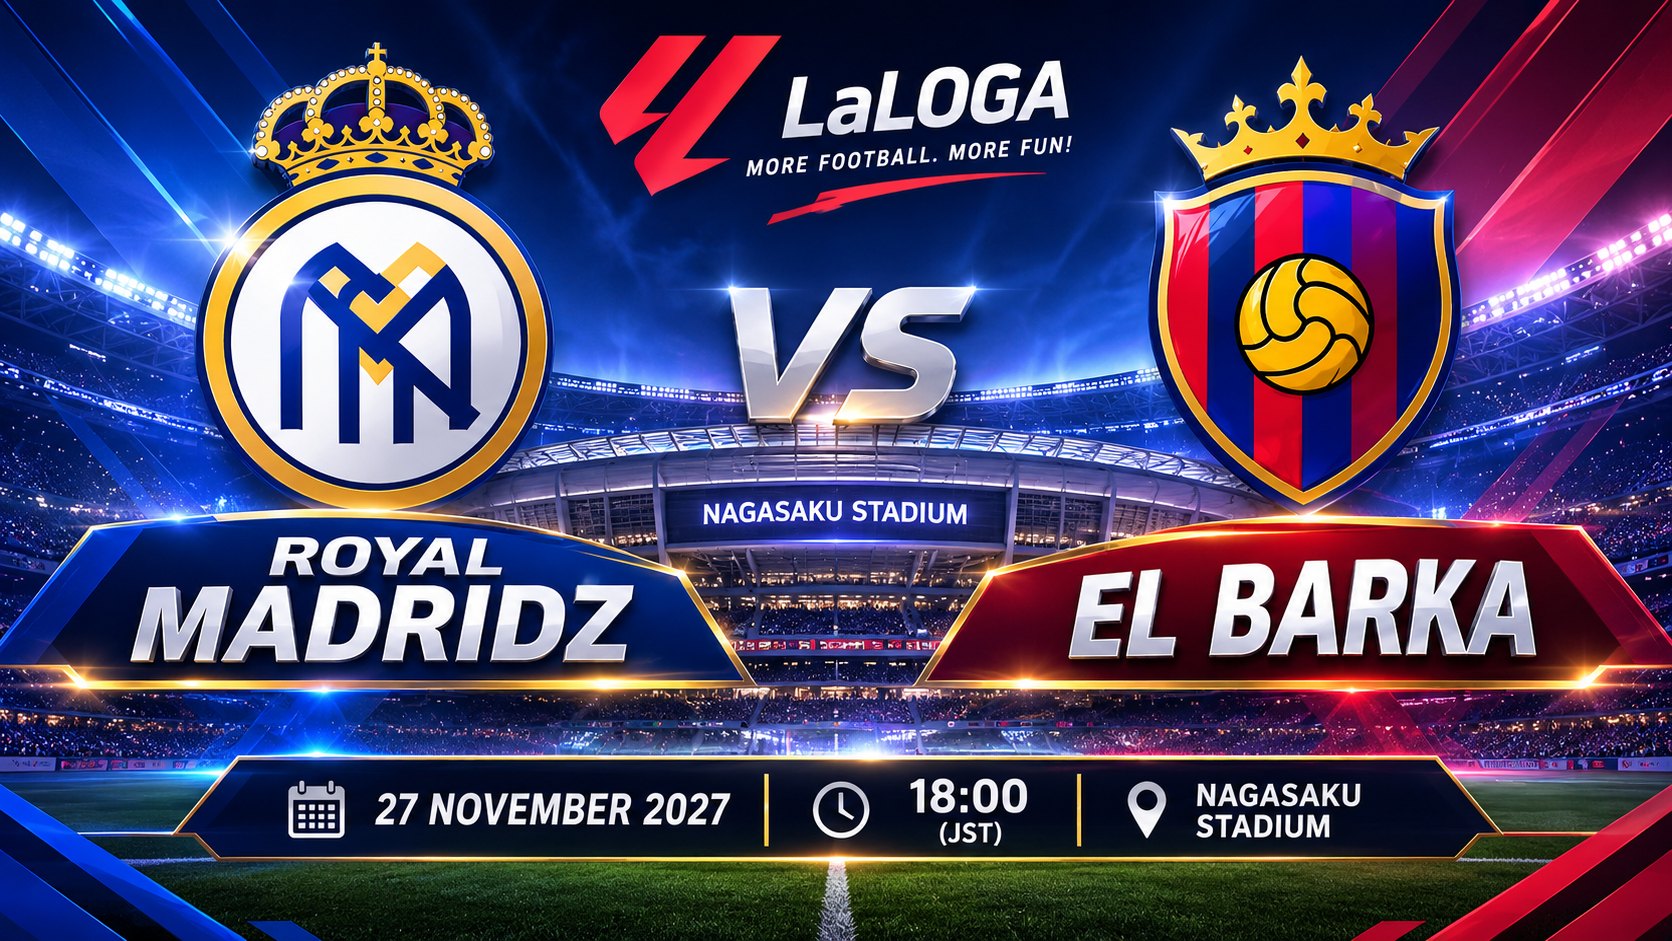 LaLOGA
MORE FOOTBALL. MORE FUN!
VS
NAGASAKU STADIUM
ROYAL
MADRIDZ
EL BARKA
27 NOVEMBER 2027
18:00
(JST)
NAGASAKU
STADIUM